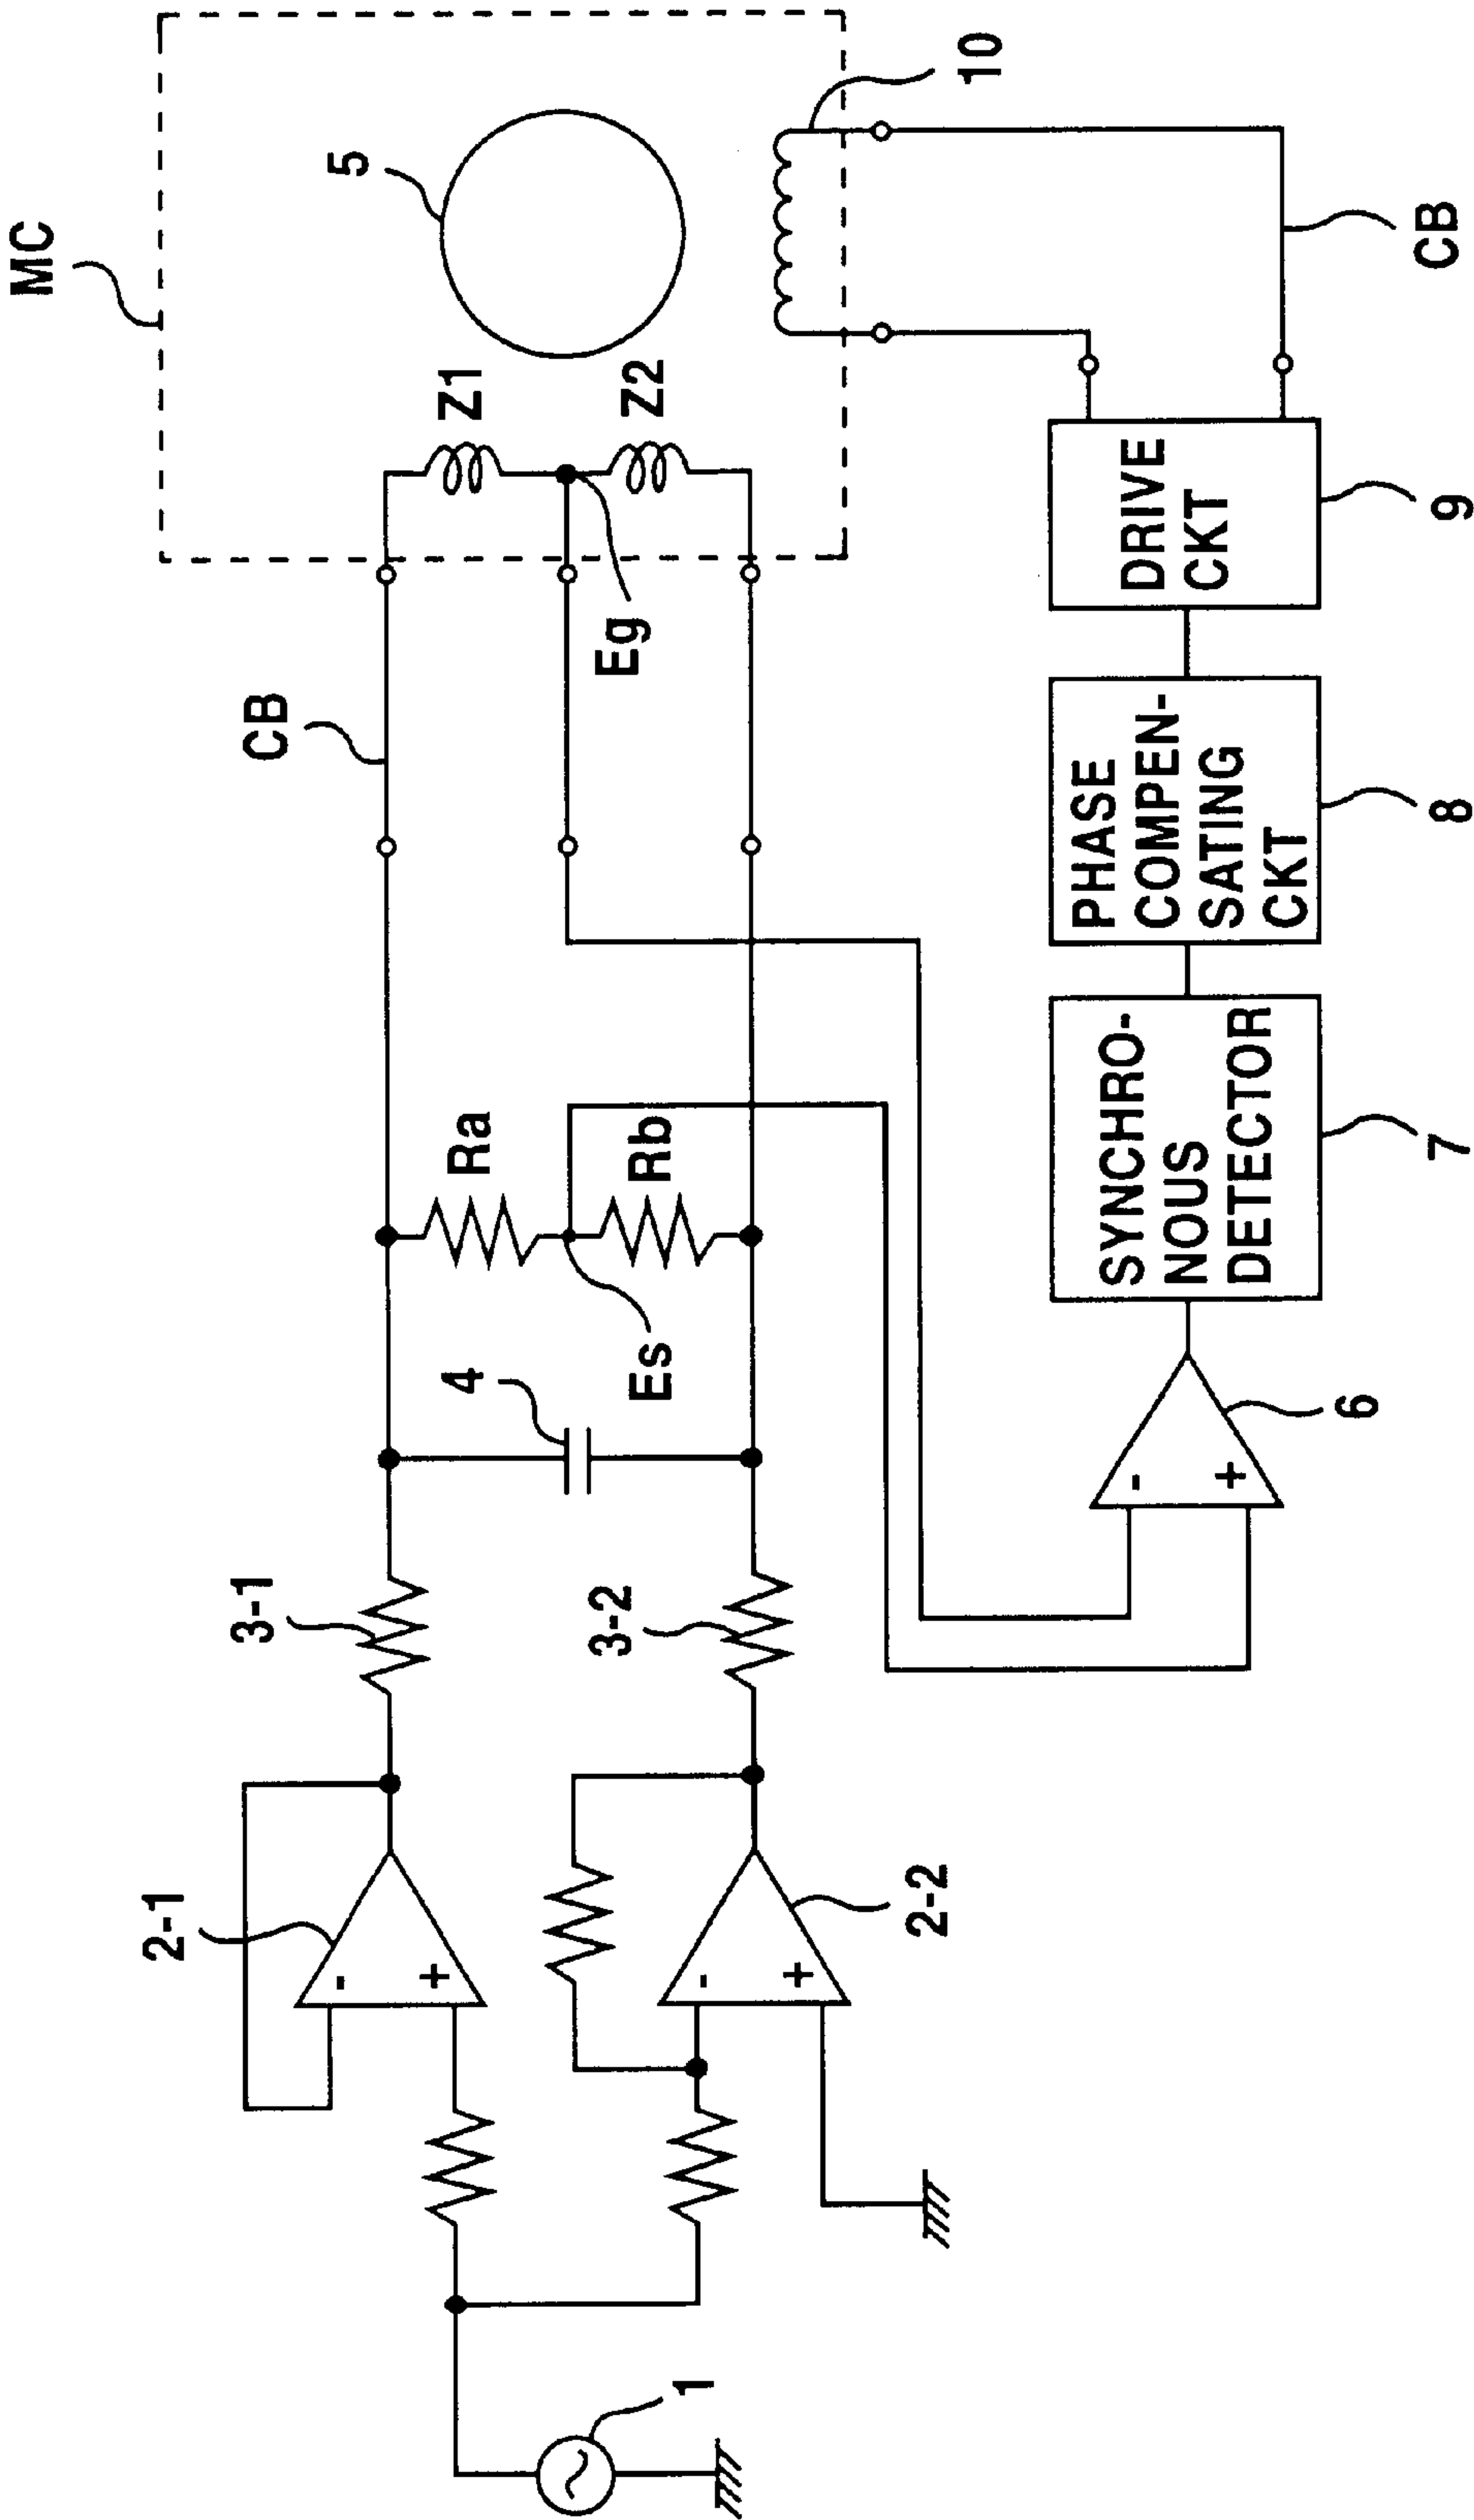 MC
5
10
Z1
Z2
CB
Eg
CB
Ra
Rb
4
Es
3-1
3-2
2-1
-
+
2-2
-
+
1
-
+
6
SYNCHRO-
NOUS
DETECTOR
7
PHASE
COMPEN-
SATING
CKT
8
DRIVE
CKT
9